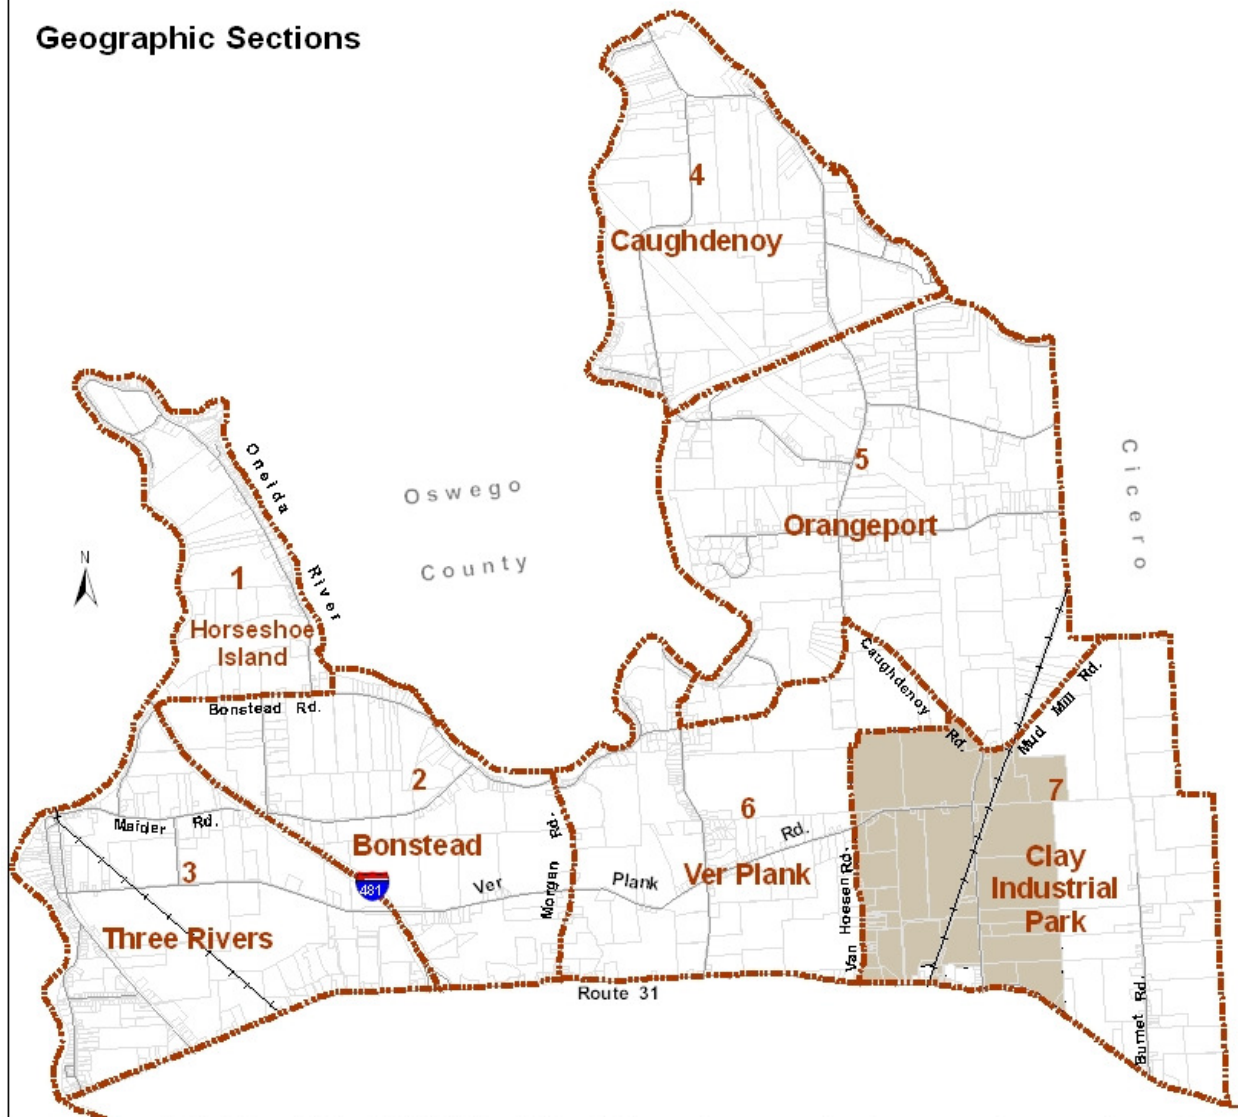 Geographic Sections
4
Caughdenoy
Oneida
River
Oswego
County
Cicero
5
Orangeport
N
1
Horseshoe
Island
Bonstead Rd.
Caughdenoy
Rd.
Mud Mill Rd.
2
Maider Rd.
Bonstead
481
3
Three Rivers
Ver Plank Rd.
Morgan Rd.
6
Ver Plank
Van Hoesen Rd.
7
Clay
Industrial
Park
Burnet Rd.
Route 31